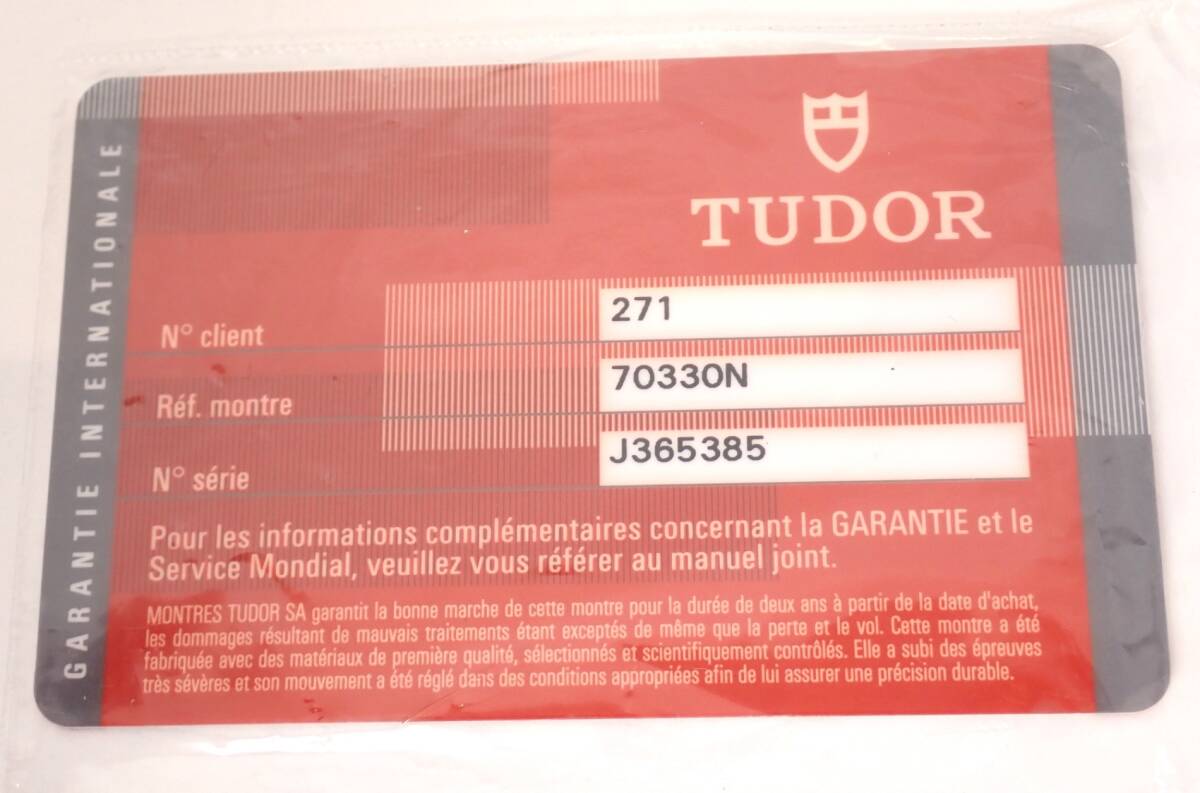 GARANTIE INTERNATIONALE
TUDOR
N° client 271
Réf. montre 70330N
N° série J365385
Pour les informations complémentaires concernant la GARANTIE et le
Service Mondial, veuillez vous référer au manuel joint.
MONTRES TUDOR SA garantit la bonne marche de cette montre pour la durée de deux ans à partir de la date d'achat,
les dommages résultant de mauvais traitements étant exceptés de même que la perte et le vol. Cette montre a été
fabriquée avec des matériaux de première qualité, sélectionnés et scientifiquement contrôlés. Elle a subi des épreuves
très sévères et son mouvement a été réglé dans des conditions appropriées afin de lui assurer une précision durable.